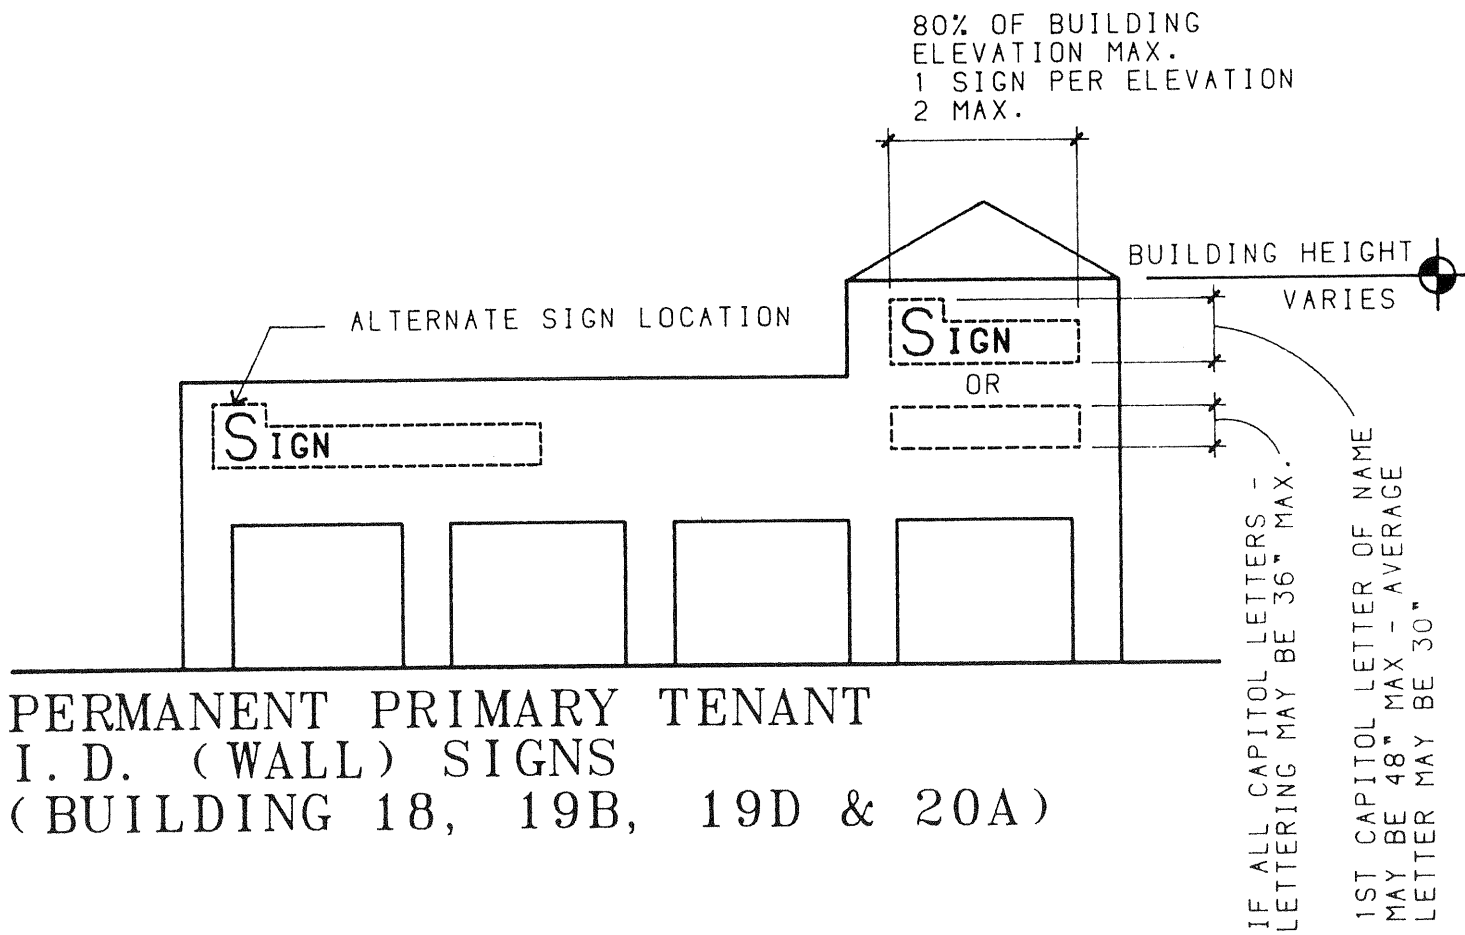 80% OF BUILDING
ELEVATION MAX.
1 SIGN PER ELEVATION
2 MAX.
BUILDING HEIGHT
VARIES
ALTERNATE SIGN LOCATION
SIGN
OR
SIGN
IF ALL CAPITOL LETTERS -
LETTERING MAY BE 36" MAX.
1ST CAPITOL LETTER OF NAME
MAY BE 48" MAX - AVERAGE
LETTER MAY BE 30"
PERMANENT PRIMARY TENANT
I.D. (WALL) SIGNS
(BUILDING 18, 19B, 19D & 20A)